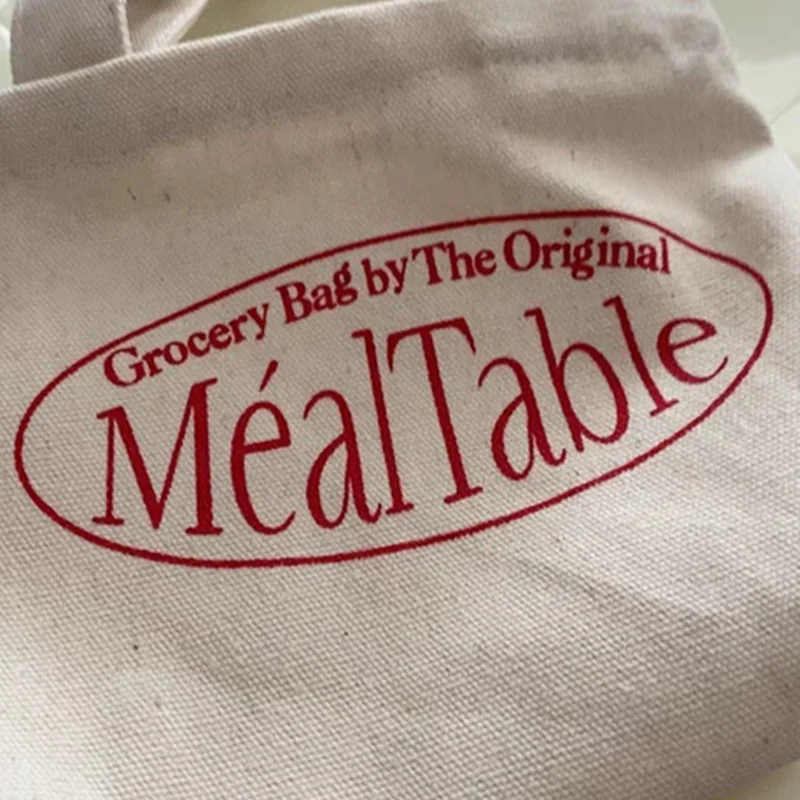 Grocery Bag by The Original
MéalTable